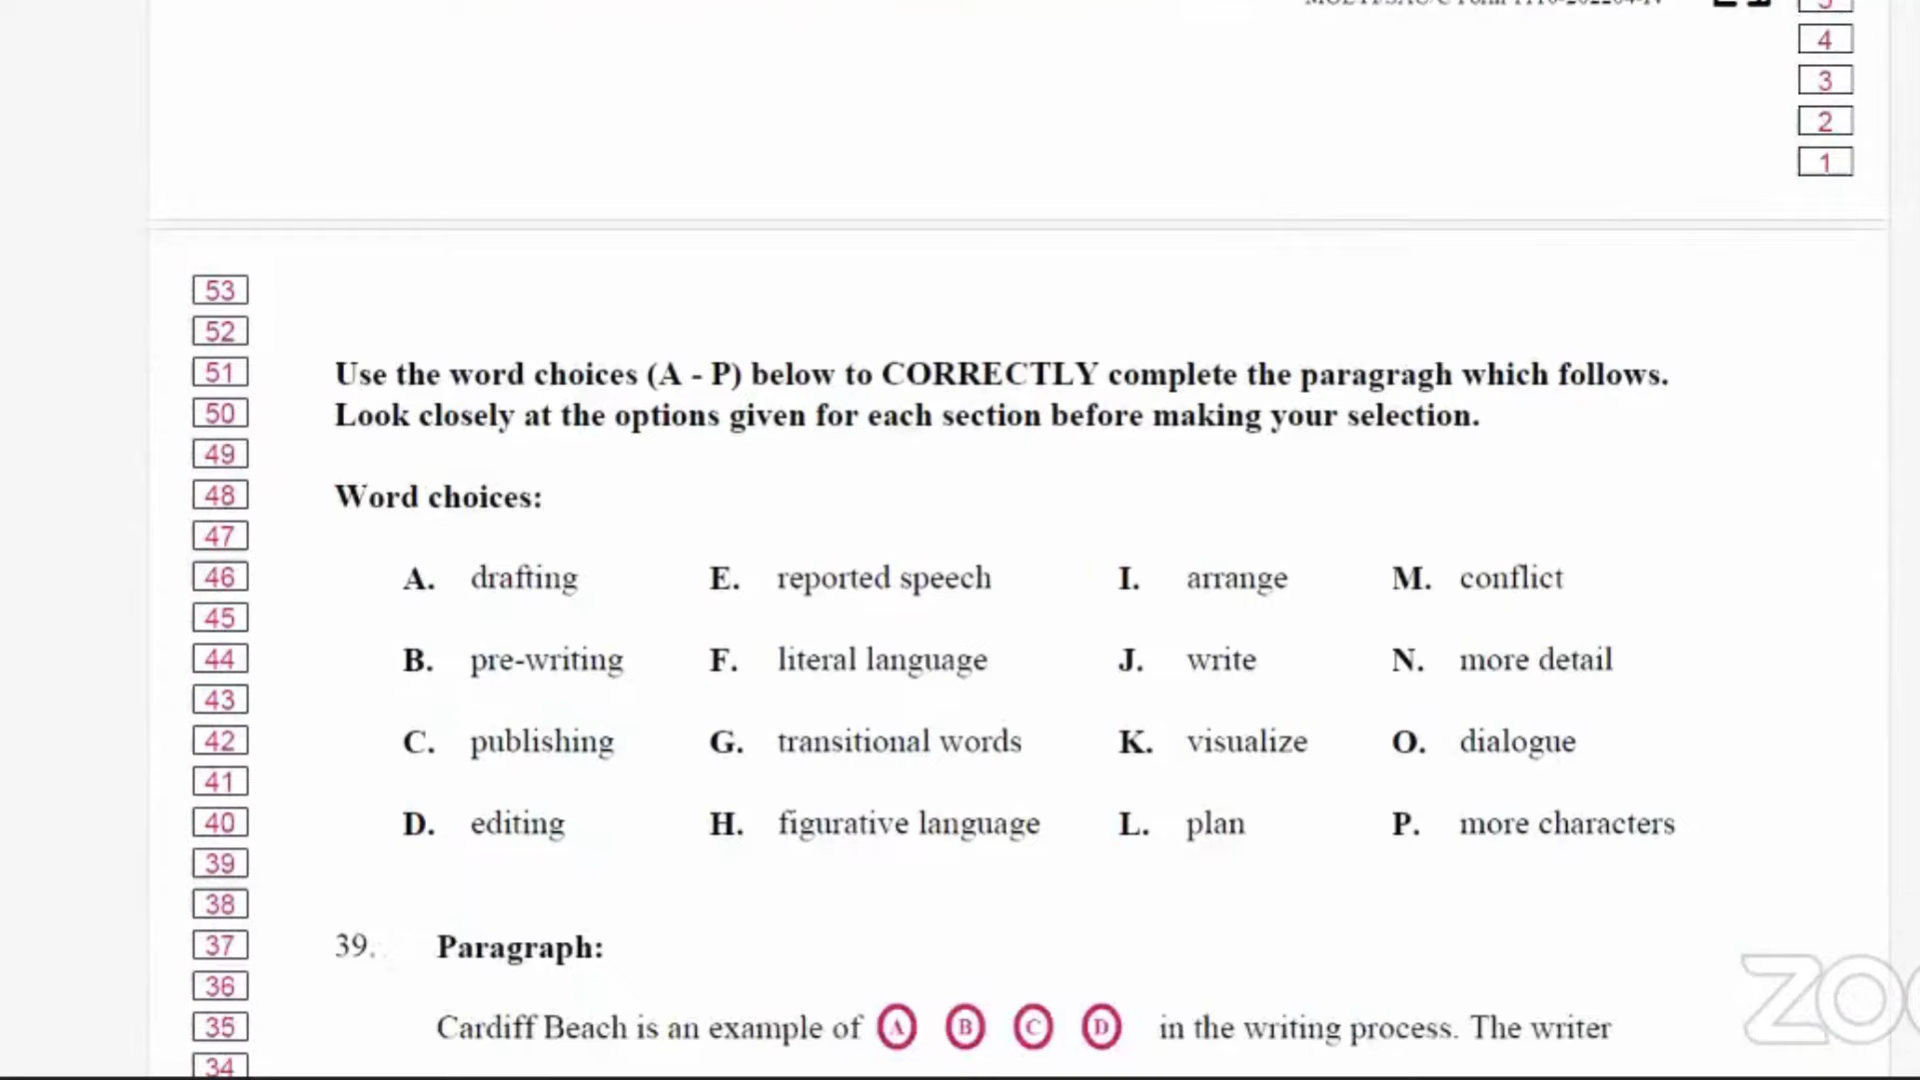 4
3
2
1
53
52
51
50
49
48
47
46
45
44
43
42
41
40
39
38
37
36
35
34
Use the word choices (A - P) below to CORRECTLY complete the paragragh which follows.
Look closely at the options given for each section before making your selection.
Word choices:
A. drafting E. reported speech I. arrange M. conflict
B. pre-writing F. literal language J. write N. more detail
C. publishing G. transitional words K. visualize O. dialogue
D. editing H. figurative language L. plan P. more characters
39. Paragraph:
Cardiff Beach is an example of A B C D in the writing process. The writer